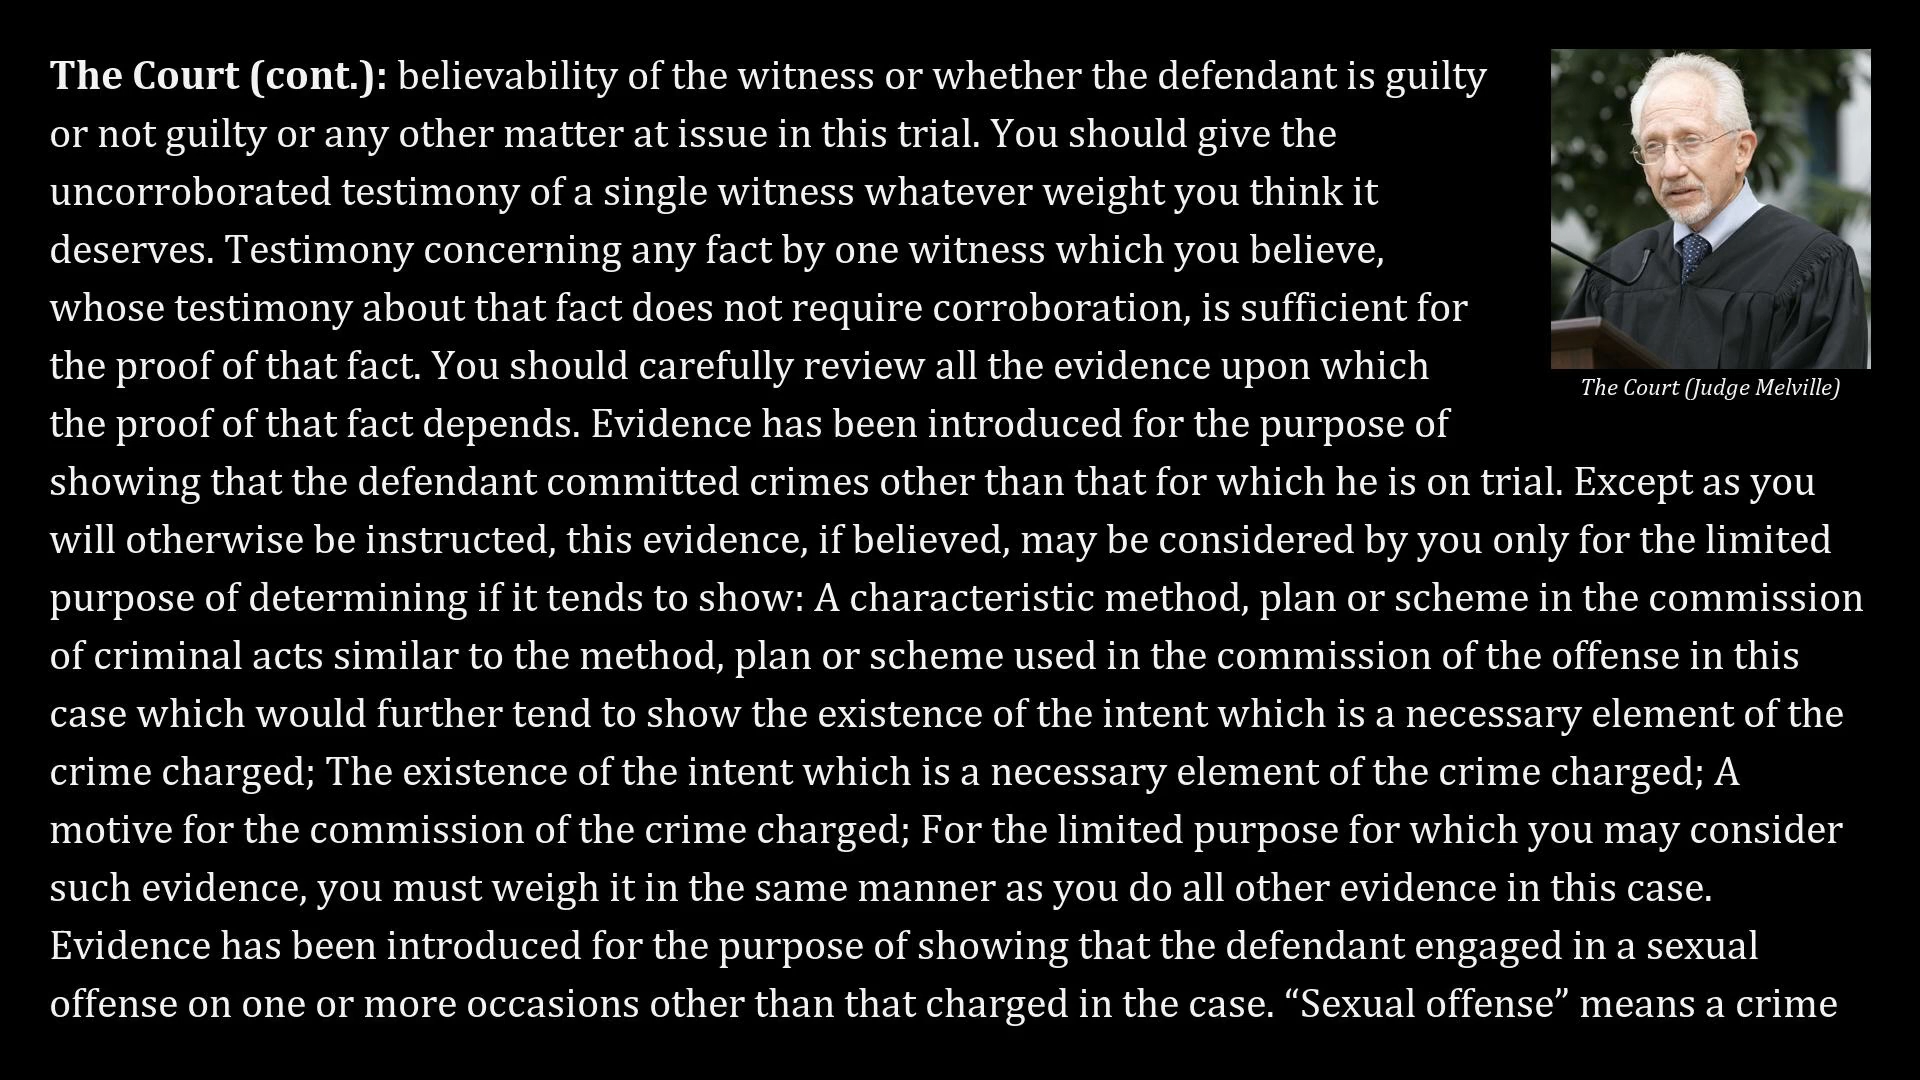 The Court (cont.): believability of the witness or whether the defendant is guilty
or not guilty or any other matter at issue in this trial. You should give the
uncorroborated testimony of a single witness whatever weight you think it
deserves. Testimony concerning any fact by one witness which you believe,
whose testimony about that fact does not require corroboration, is sufficient for
the proof of that fact. You should carefully review all the evidence upon which
the proof of that fact depends. Evidence has been introduced for the purpose of
showing that the defendant committed crimes other than that for which he is on trial. Except as you
will otherwise be instructed, this evidence, if believed, may be considered by you only for the limited
purpose of determining if it tends to show: A characteristic method, plan or scheme in the commission
of criminal acts similar to the method, plan or scheme used in the commission of the offense in this
case which would further tend to show the existence of the intent which is a necessary element of the
crime charged; The existence of the intent which is a necessary element of the crime charged; A
motive for the commission of the crime charged; For the limited purpose for which you may consider
such evidence, you must weigh it in the same manner as you do all other evidence in this case.
Evidence has been introduced for the purpose of showing that the defendant engaged in a sexual
offense on one or more occasions other than that charged in the case. “Sexual offense” means a crime
The Court (Judge Melville)